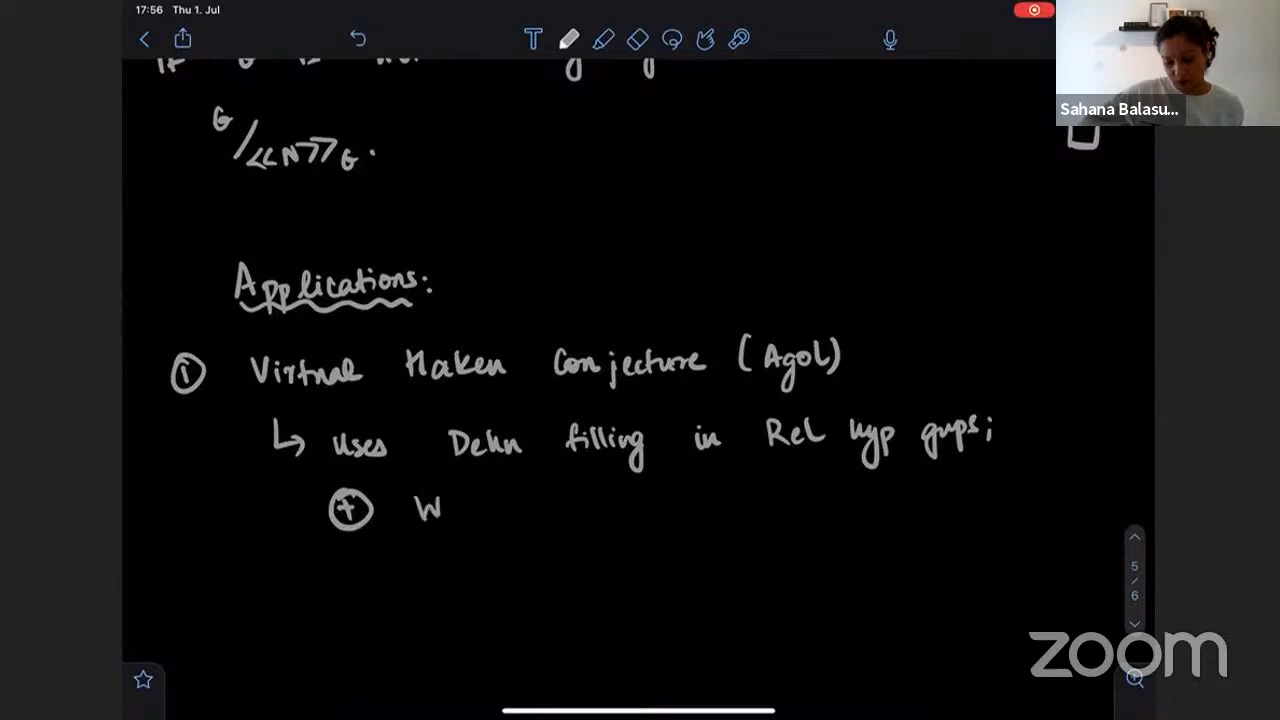 17:56 Thu 1. Jul
Sahana Balasu...
G/<<N>>G.
Applications:
① Virtual Haken Conjecture (Agol)
↳ uses Dehn filling in Rel hyp grps;
⊕ W
5
/
6
zoom